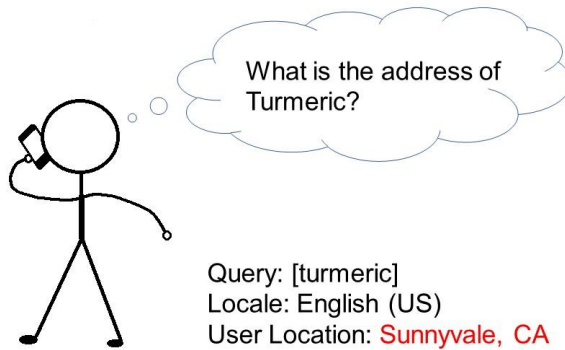 What is the address of
Turmeric?
Query: [turmeric]
Locale: English (US)
User Location: Sunnyvale, CA